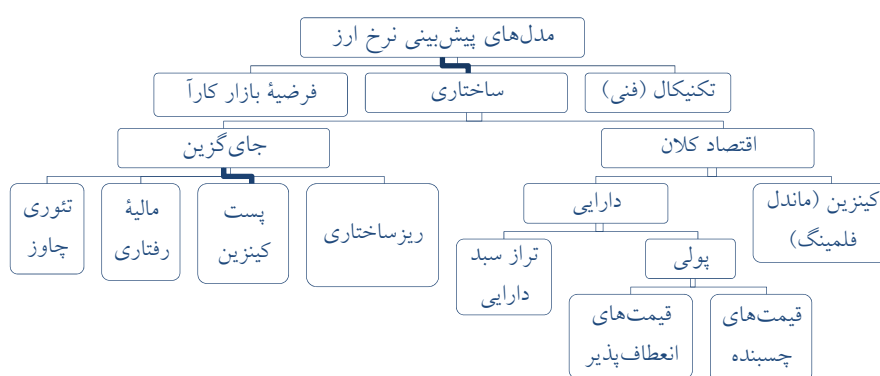 مدل‌های پیش‌بینی نرخ ارز
تکنیکال (فنی)
ساختاری
فرضیهٔ بازار کارآ
اقتصاد کلان
جای‌گزین
کینزین (ماندل
فلمینگ)
دارایی
ریزساختاری
پست
کینزین
مالیهٔ
رفتاری
تئوری
چاوز
پولی
تراز سبد
دارایی
قیمت‌های
چسبنده
قیمت‌های
انعطاف‌پذیر